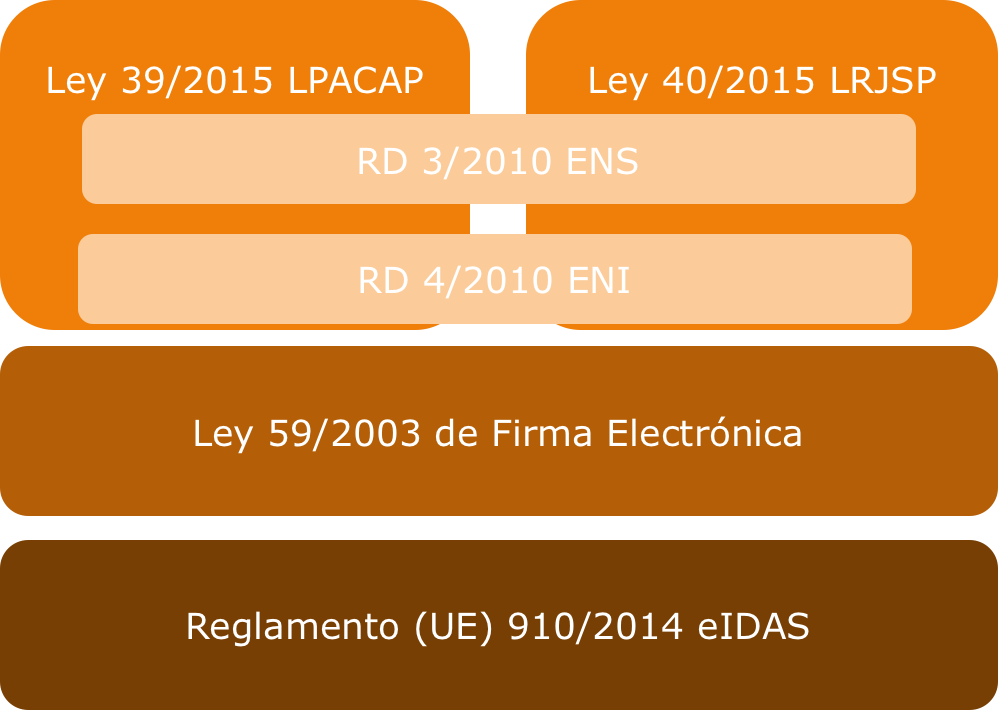 Ley 39/2015 LPACAP
Ley 40/2015 LRJSP
RD 3/2010 ENS
RD 4/2010 ENI
Ley 59/2003 de Firma Electrónica
Reglamento (UE) 910/2014 eIDAS